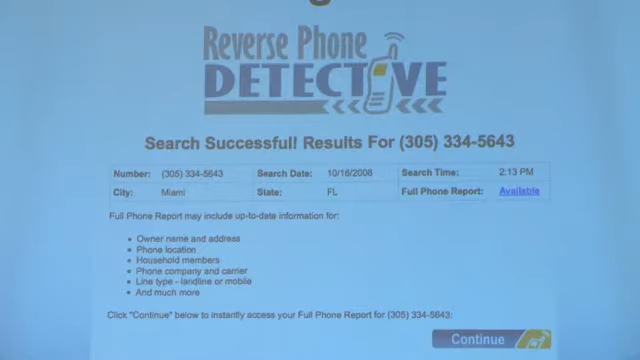 Reverse Phone
DETECTIVE
Search Successful! Results For (305) 334-5643
Number: (305) 334-5643 Search Date: 10/16/2008 Search Time: 2:13 PM
City: Miami State: FL Full Phone Report: Available
Full Phone Report may include up-to-date information for:
• Owner name and address
• Phone location
• Household members
• Phone company and carrier
• Line type - landline or mobile
• And much more
Click "Continue" below to instantly access your Full Phone Report for (305) 334-5643:
Continue